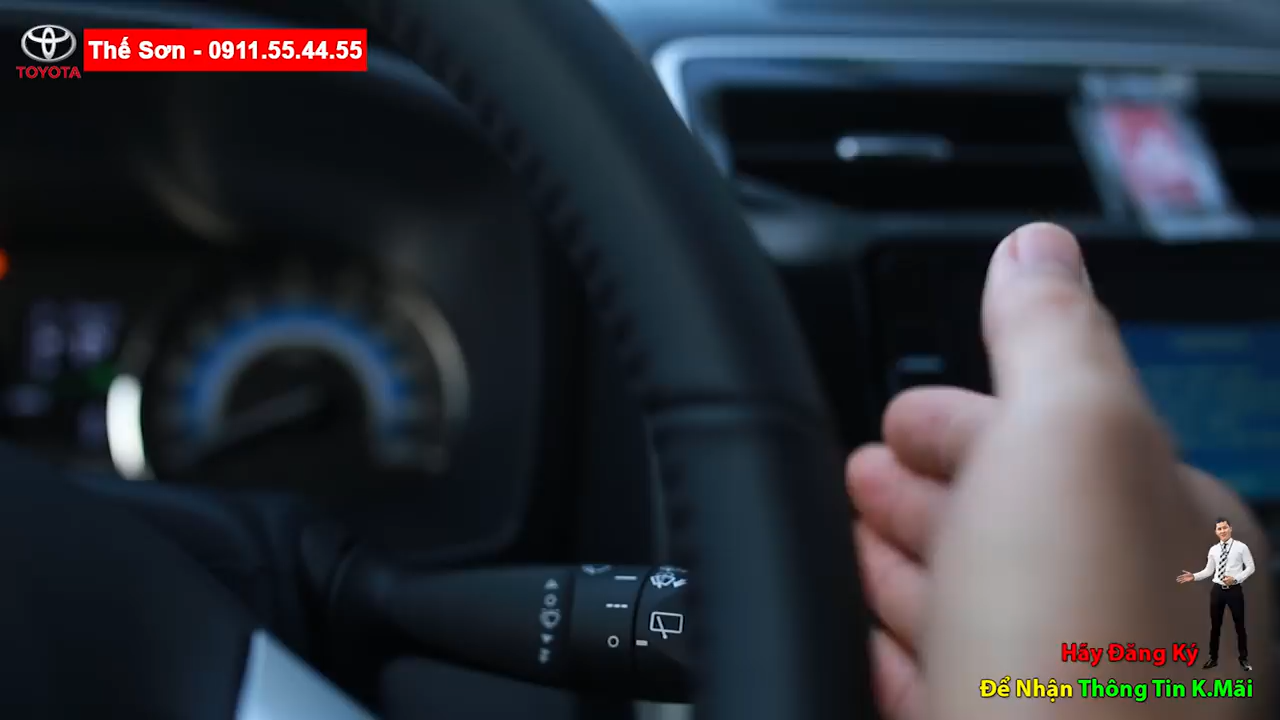 TOYOTA
Thế Sơn - 0911.55.44.55
Hãy Đăng Ký
Để Nhận Thông Tin K.Mãi